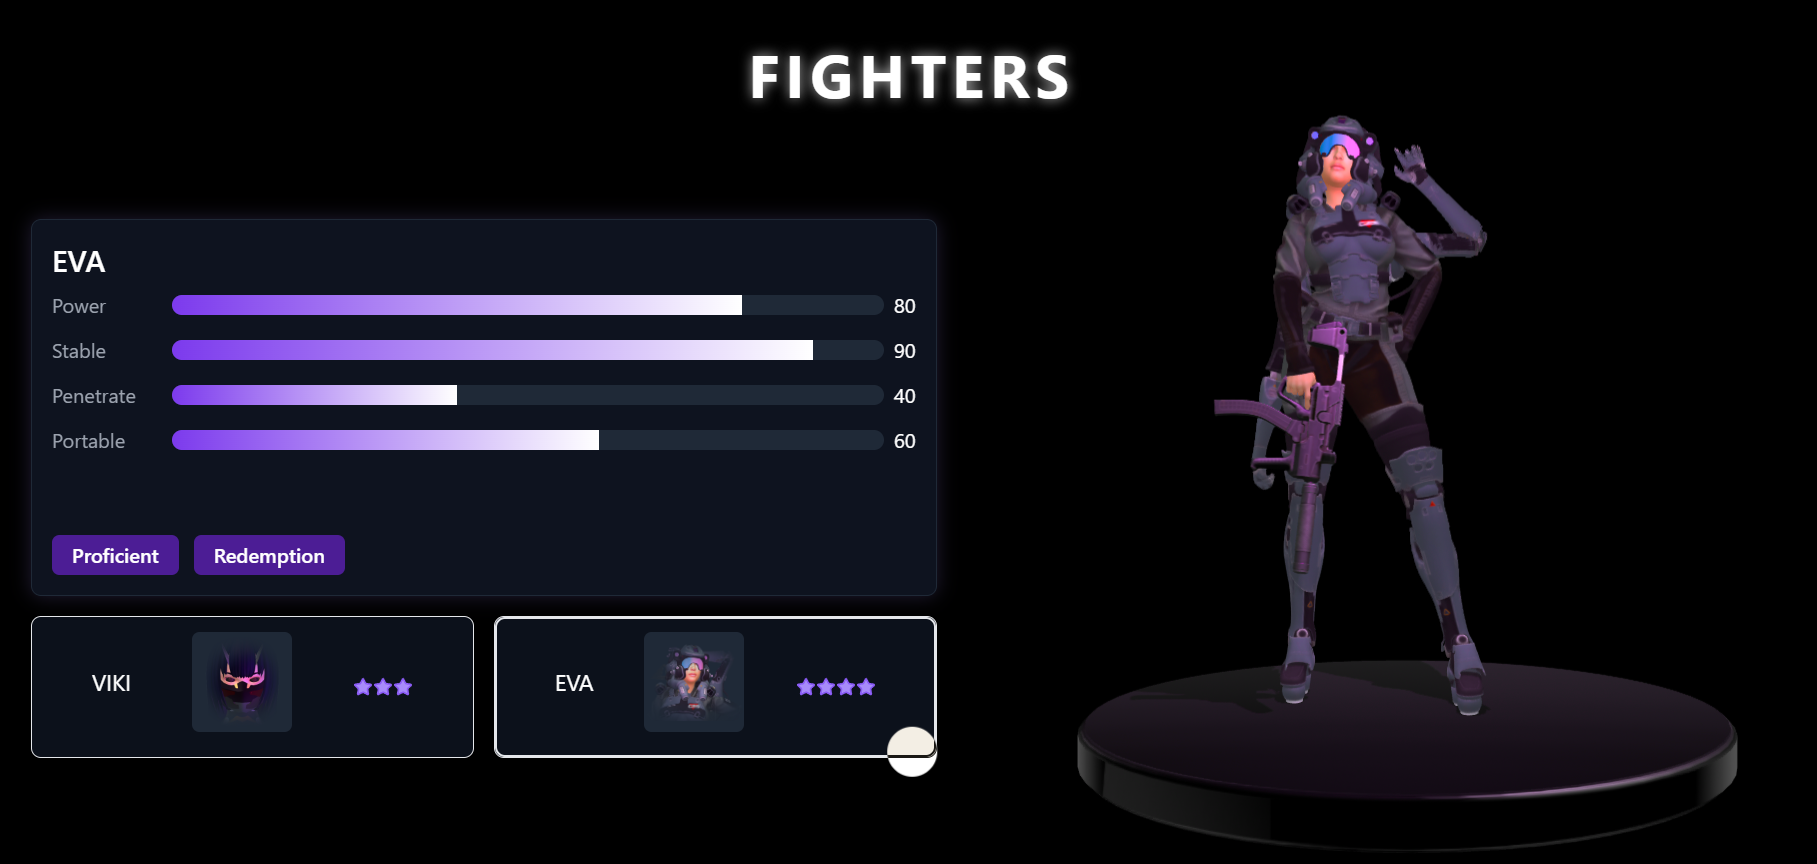 FIGHTERS
EVA
Power 80
Stable 90
Penetrate 40
Portable 60
Proficient Redemption
VIKI
EVA